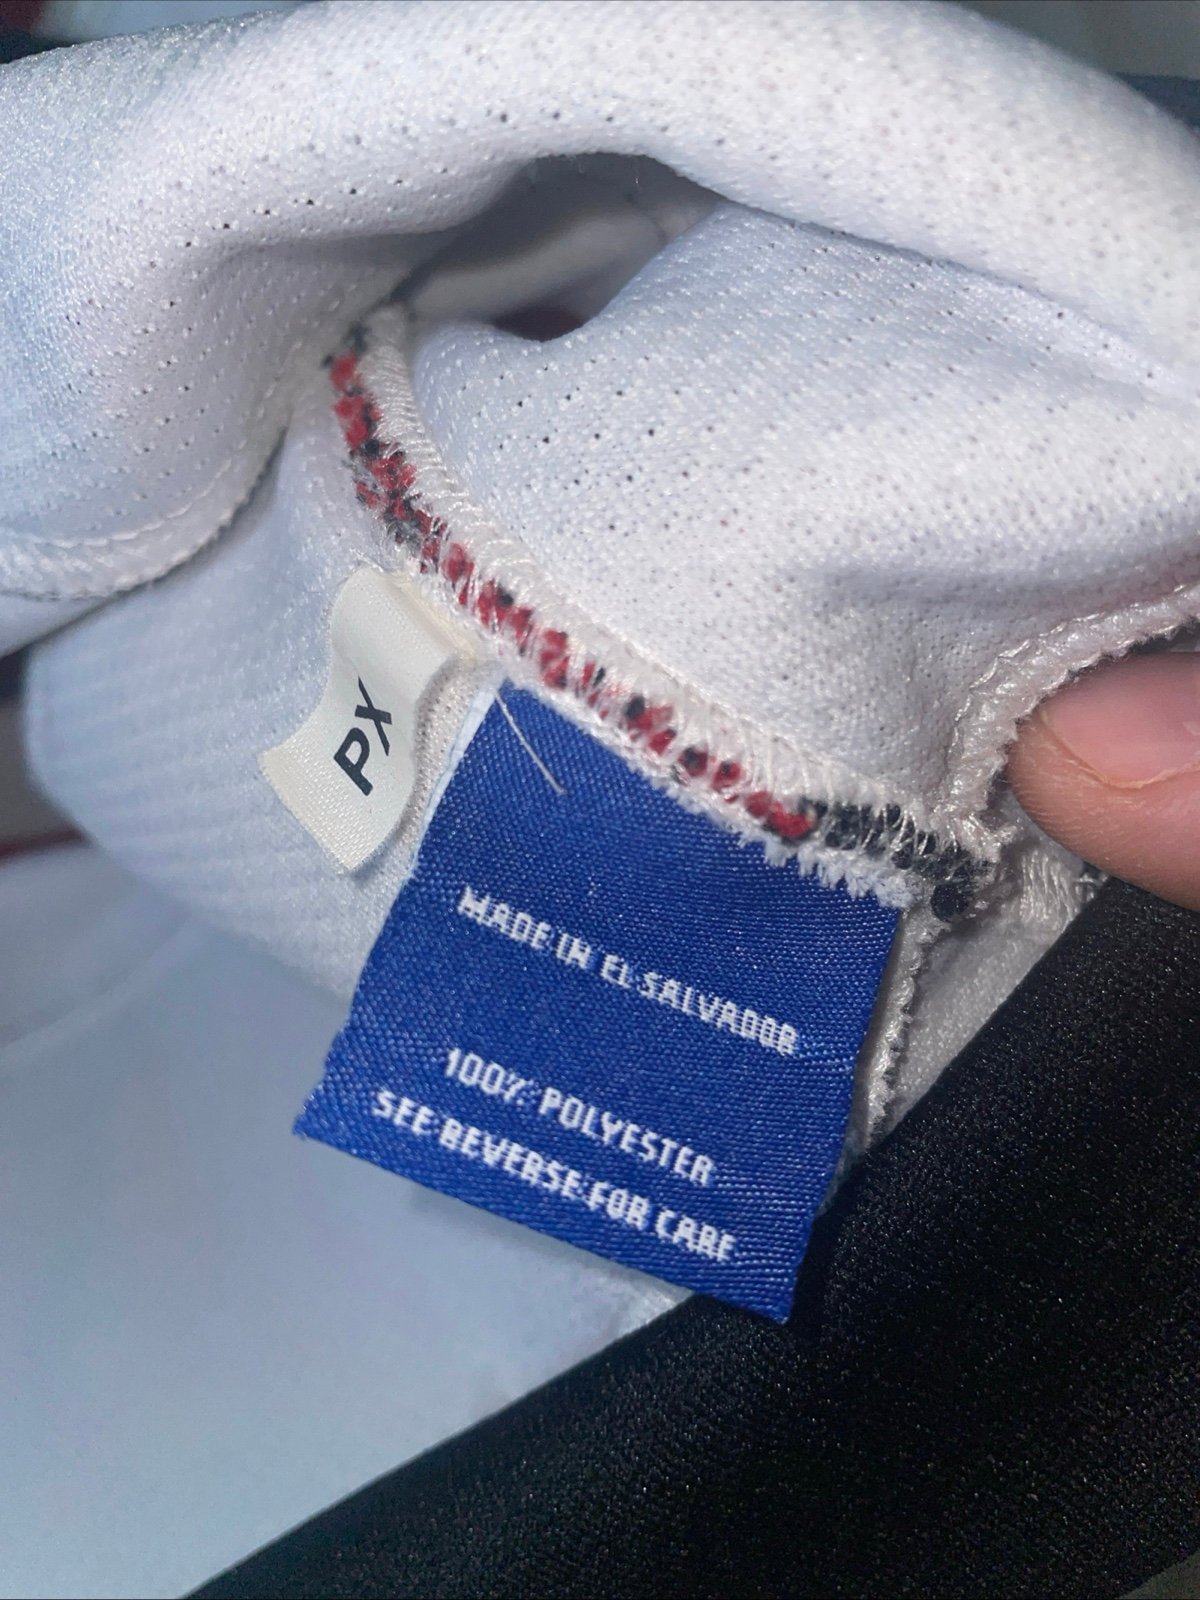 PX
MADE IN EL SALVADOR
100% POLYESTER
SEE REVERSE FOR CARE